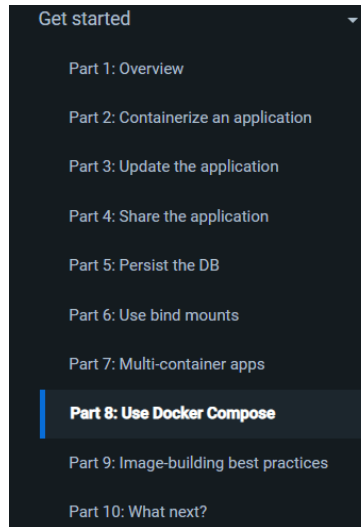 Get started
Part 1: Overview
Part 2: Containerize an application
Part 3: Update the application
Part 4: Share the application
Part 5: Persist the DB
Part 6: Use bind mounts
Part 7: Multi-container apps
Part 8: Use Docker Compose
Part 9: Image-building best practices
Part 10: What next?